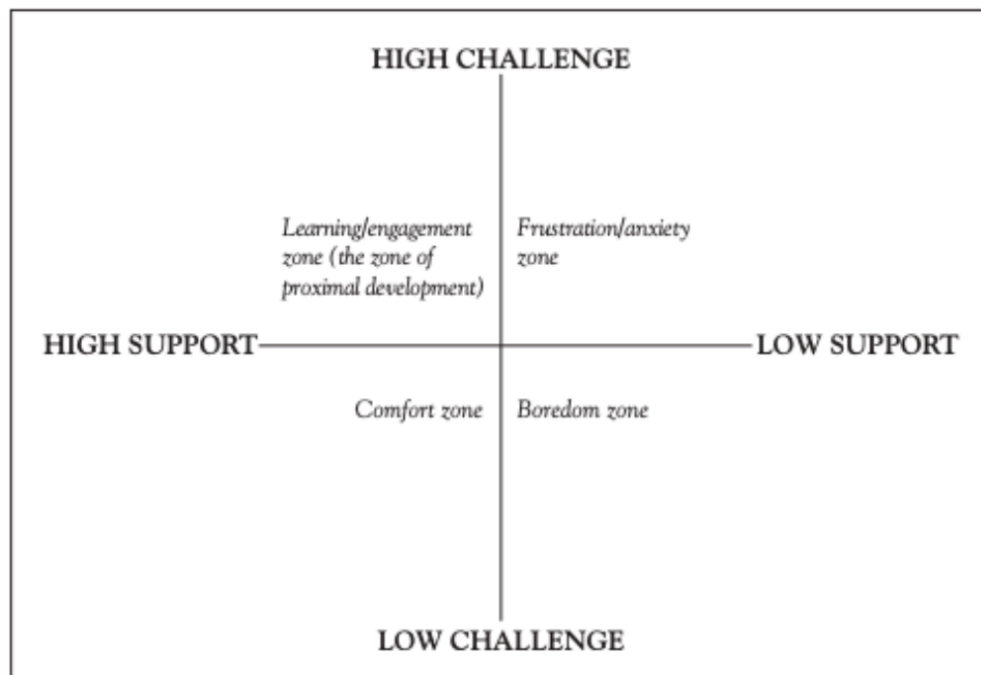 HIGH CHALLENGE
Learning/engagement
zone (the zone of
proximal development)
Frustration/anxiety
zone
HIGH SUPPORT
LOW SUPPORT
Comfort zone
Boredom zone
LOW CHALLENGE